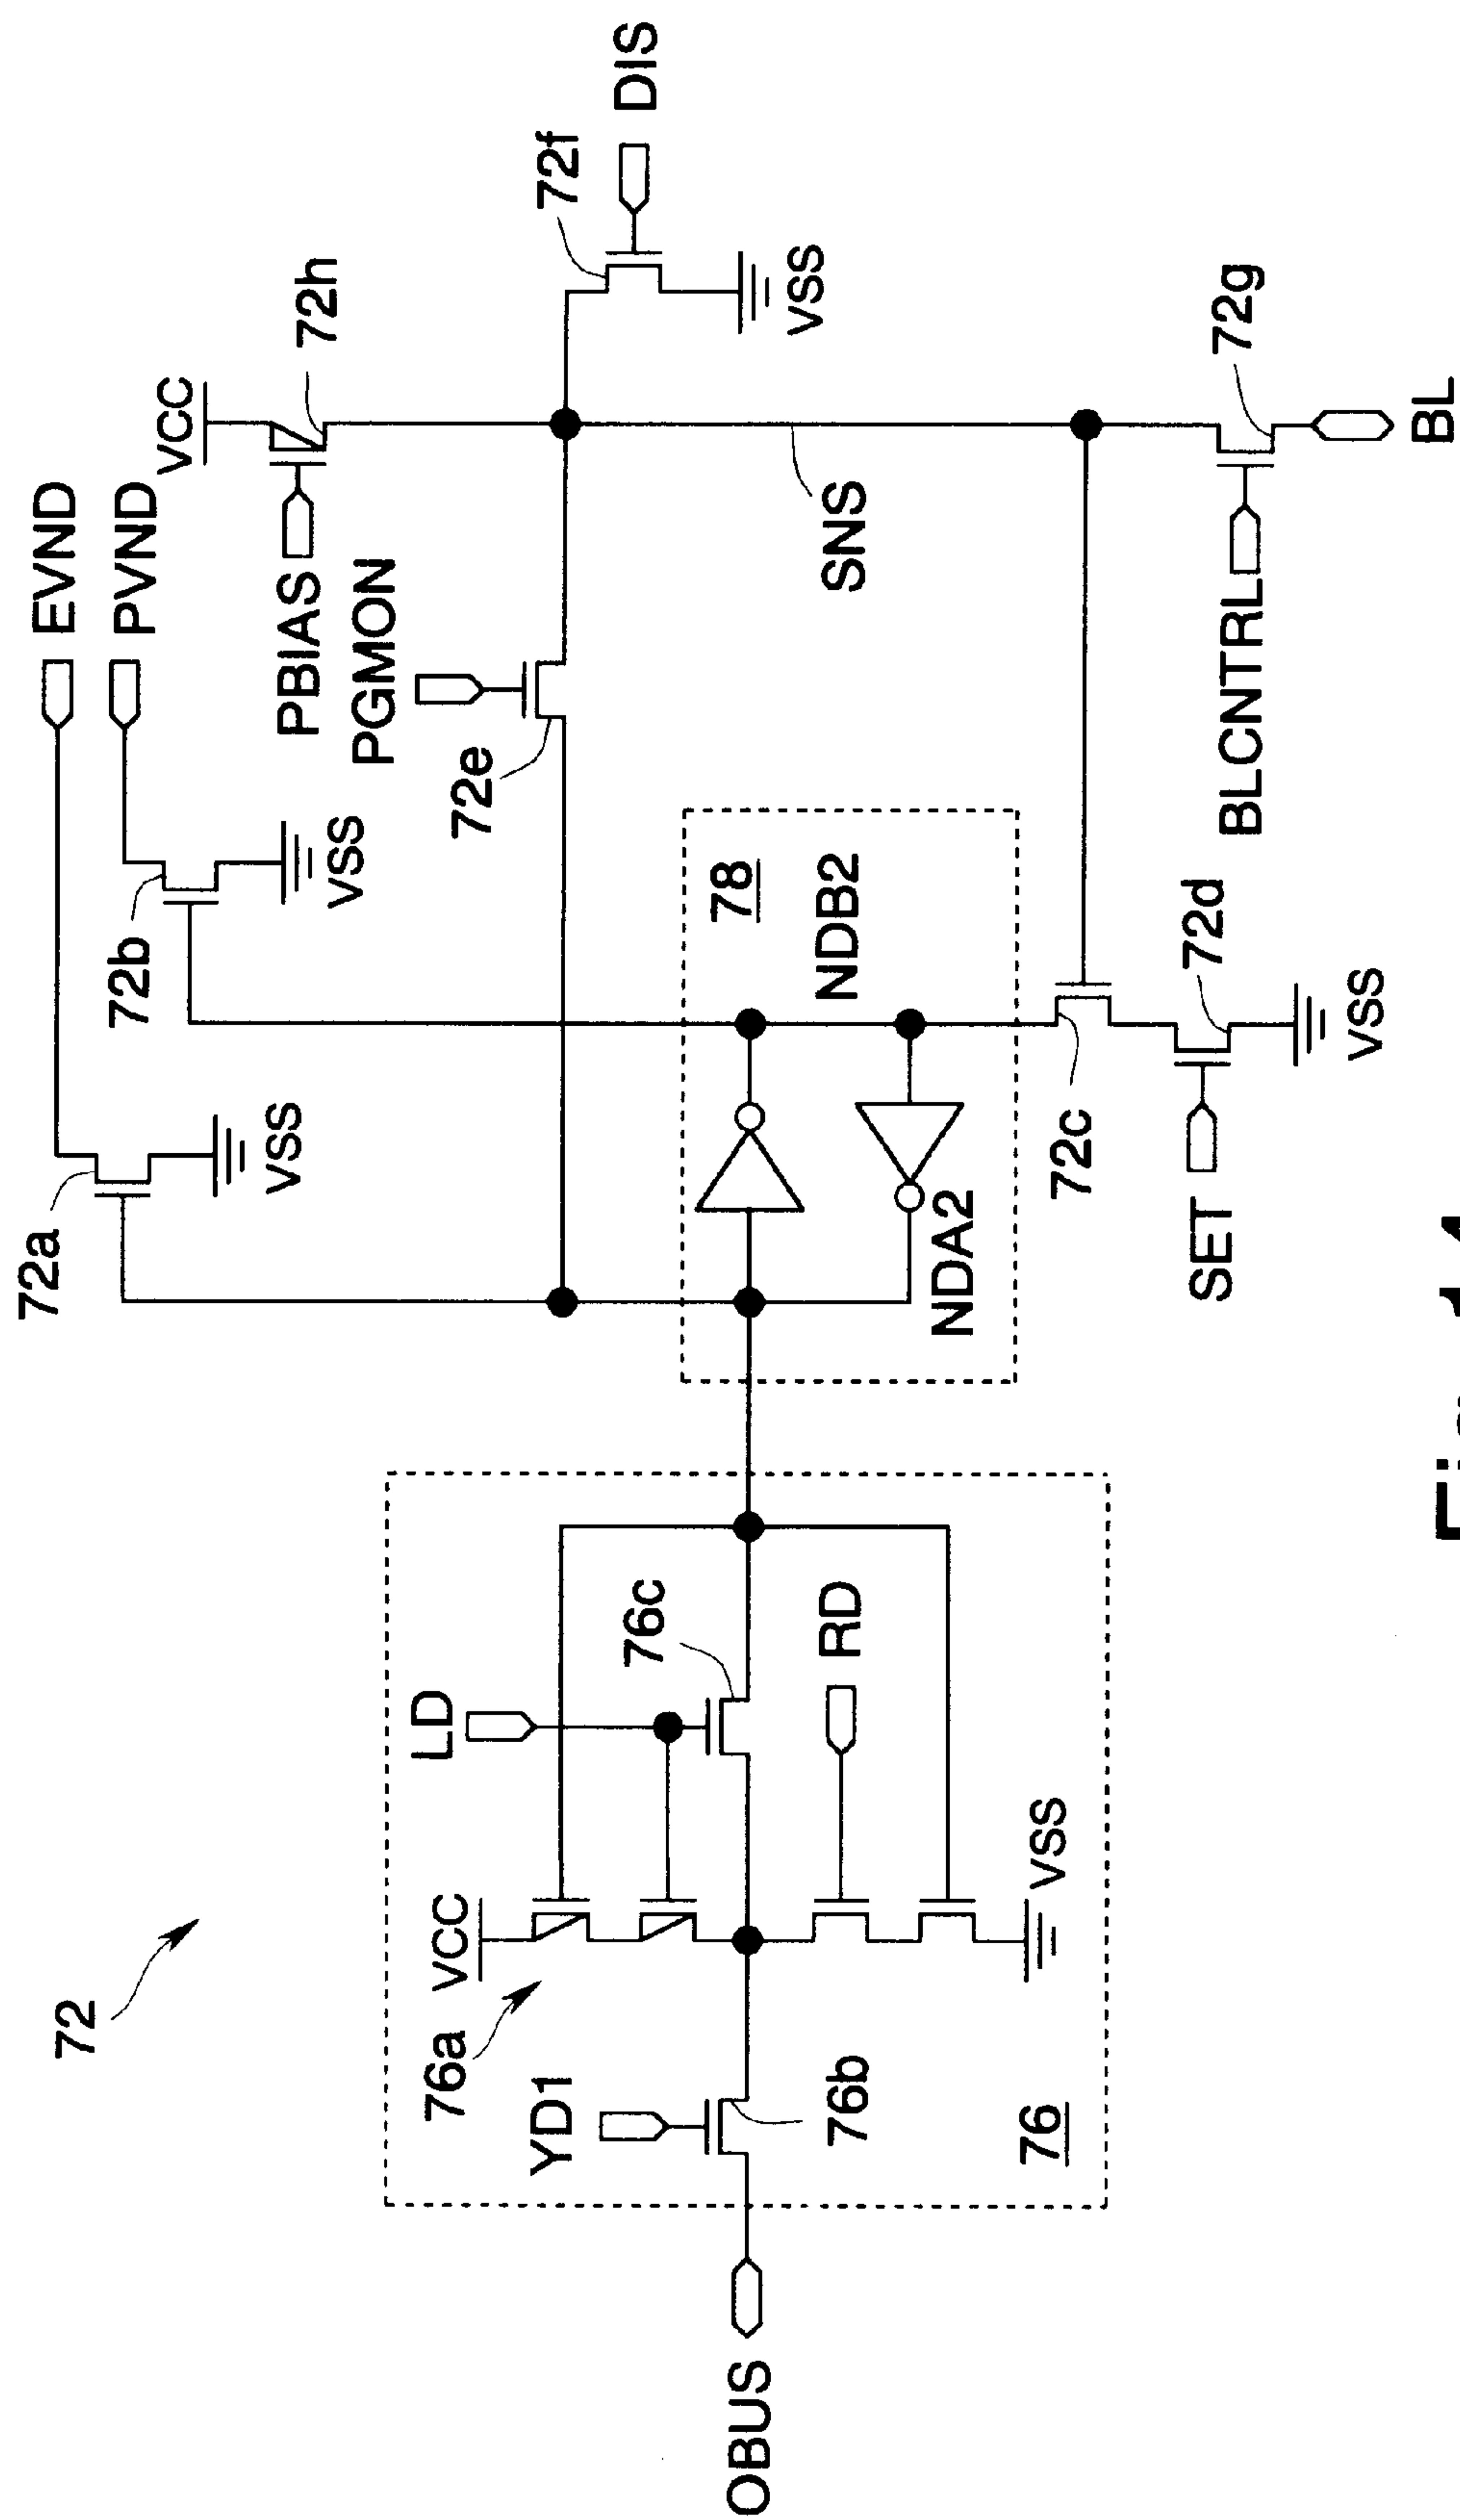 72
EVND
PVND
72a
VSS
72b
VSS
VCC
PBIAS
72h
PGMON
72e
72f
DIS
VSS
SNS
78
NDB2
NDA2
72c
SET
72d
VSS
BLCNTRL
72g
BL
LD
VCC
76a
76c
RD
YD1
76b
VSS
76
OBUS